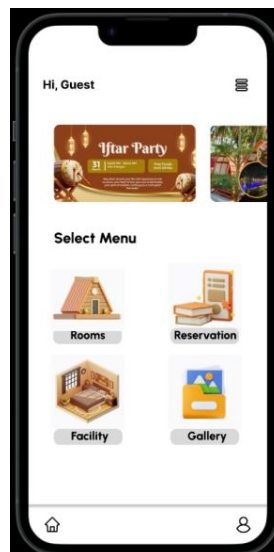 Hi, Guest
Iftar Party
31
Select Menu
Rooms
Reservation
Facility
Gallery